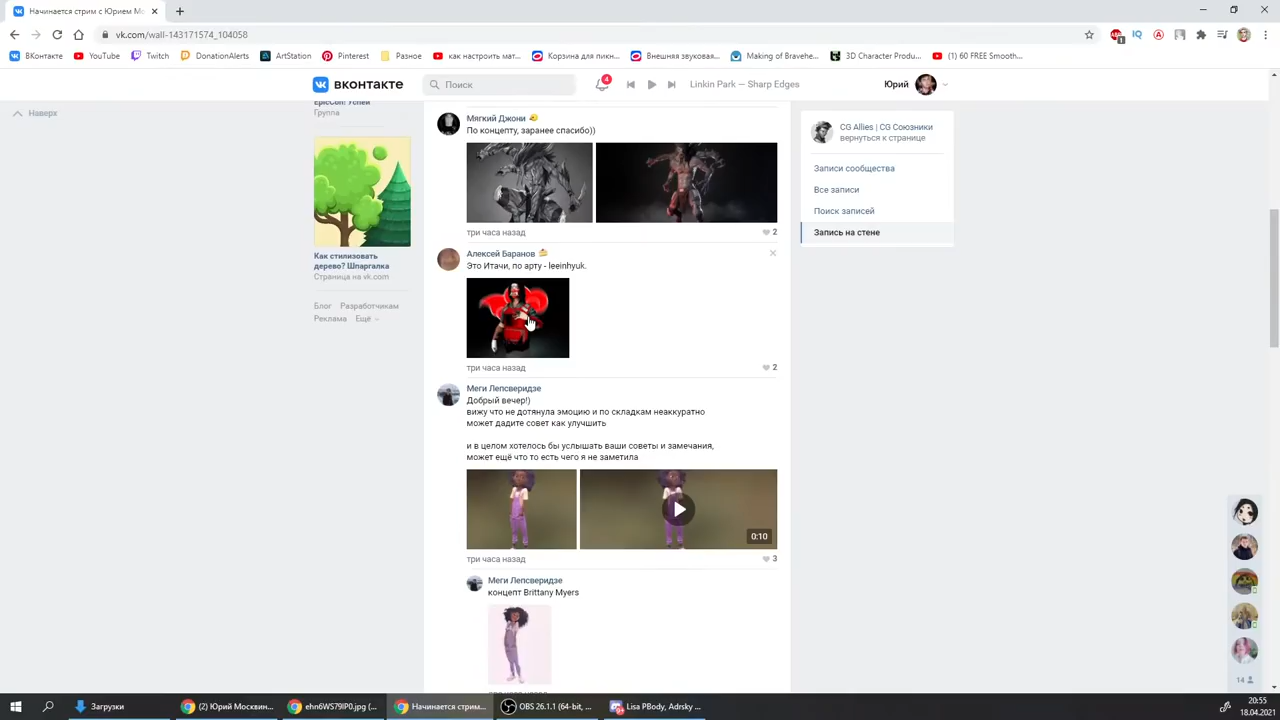 Начинается стрим с Юрием Мо
vk.com/wall-143171574_104058
ВКонтакте
YouTube
Twitch
DonationAlerts
ArtStation
Pinterest
Разное
как настроить мат...
Корзина для пикн...
Внешняя звуковая...
Making of Bravehe...
3D Character Produ...
(1) 60 FREE Smooth...
вконтакте
Поиск
4
Linkin Park — Sharp Edges
Юрий
Наверх
EpicCon! Успей
Группа
Как стилизовать
дерево? Шпаргалка
Страница на vk.com
Блог Разработчикам
Реклама Ещё
Мягкий Джони
По концепту, заранее спасибо))
три часа назад
2
Алексей Баранов
Это Итачи, по арту - leeinhyuk.
три часа назад
2
Меги Лепсверидзе
Добрый вечер!)
вижу что не дотянула эмоцию и по складкам неаккуратно
может дадите совет как улучшить
и в целом хотелось бы услышать ваши советы и замечания,
может ещё что то есть чего я не заметила
0:10
три часа назад
3
Меги Лепсверидзе
концепт Brittany Myers
CG Allies | CG Союзники
вернуться к странице
Записи сообщества
Все записи
Поиск записей
Запись на стене
14
Загрузки
(2) Юрий Москвин...
ehn6WS79IP0.jpg (...
Начинается стрим...
OBS 26.1.1 (64-bit, ...
Lisa PBody, Adrsky ...
20:55
18.04.2021